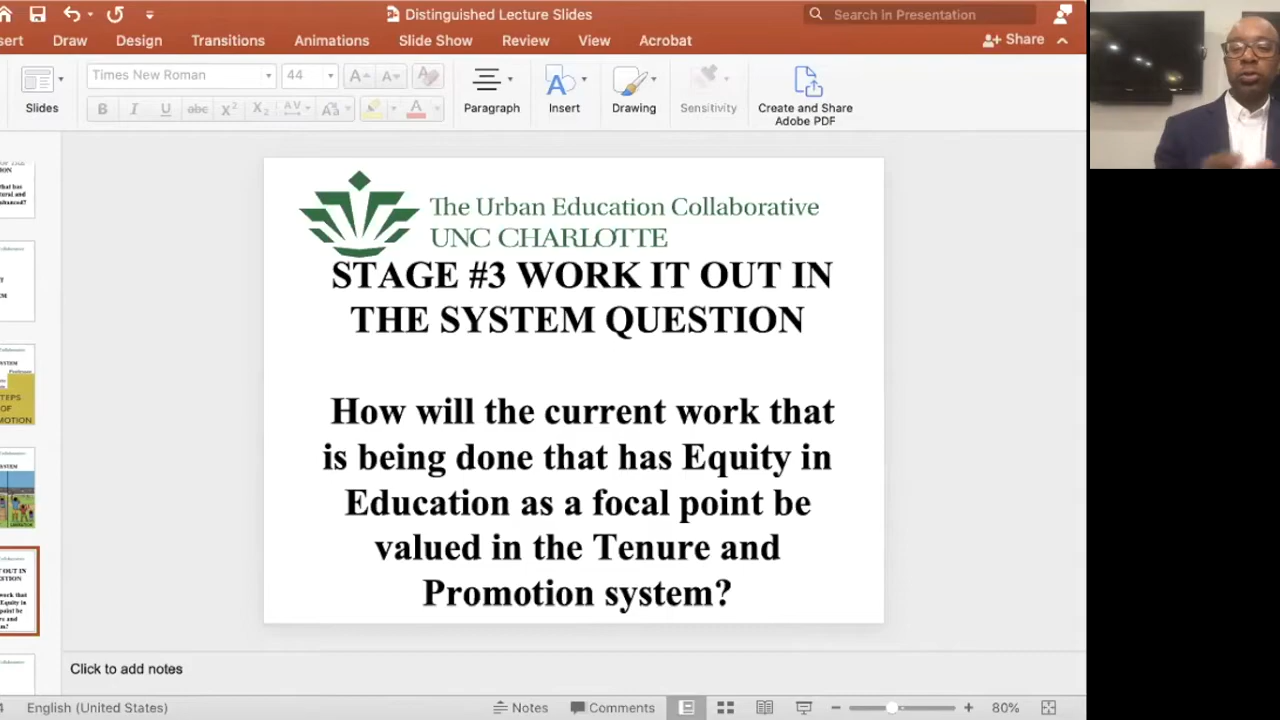 Distinguished Lecture Slides
Search in Presentation
sert Draw Design Transitions Animations Slide Show Review View Acrobat
Share
Times New Roman 44
Slides
Paragraph Insert Drawing Sensitivity Create and Share
Adobe PDF
The Urban Education Collaborative
UNC CHARLOTTE
STAGE #3 WORK IT OUT IN
THE SYSTEM QUESTION
How will the current work that
is being done that has Equity in
Education as a focal point be
valued in the Tenure and
Promotion system?
Click to add notes
English (United States)
Notes Comments 80%